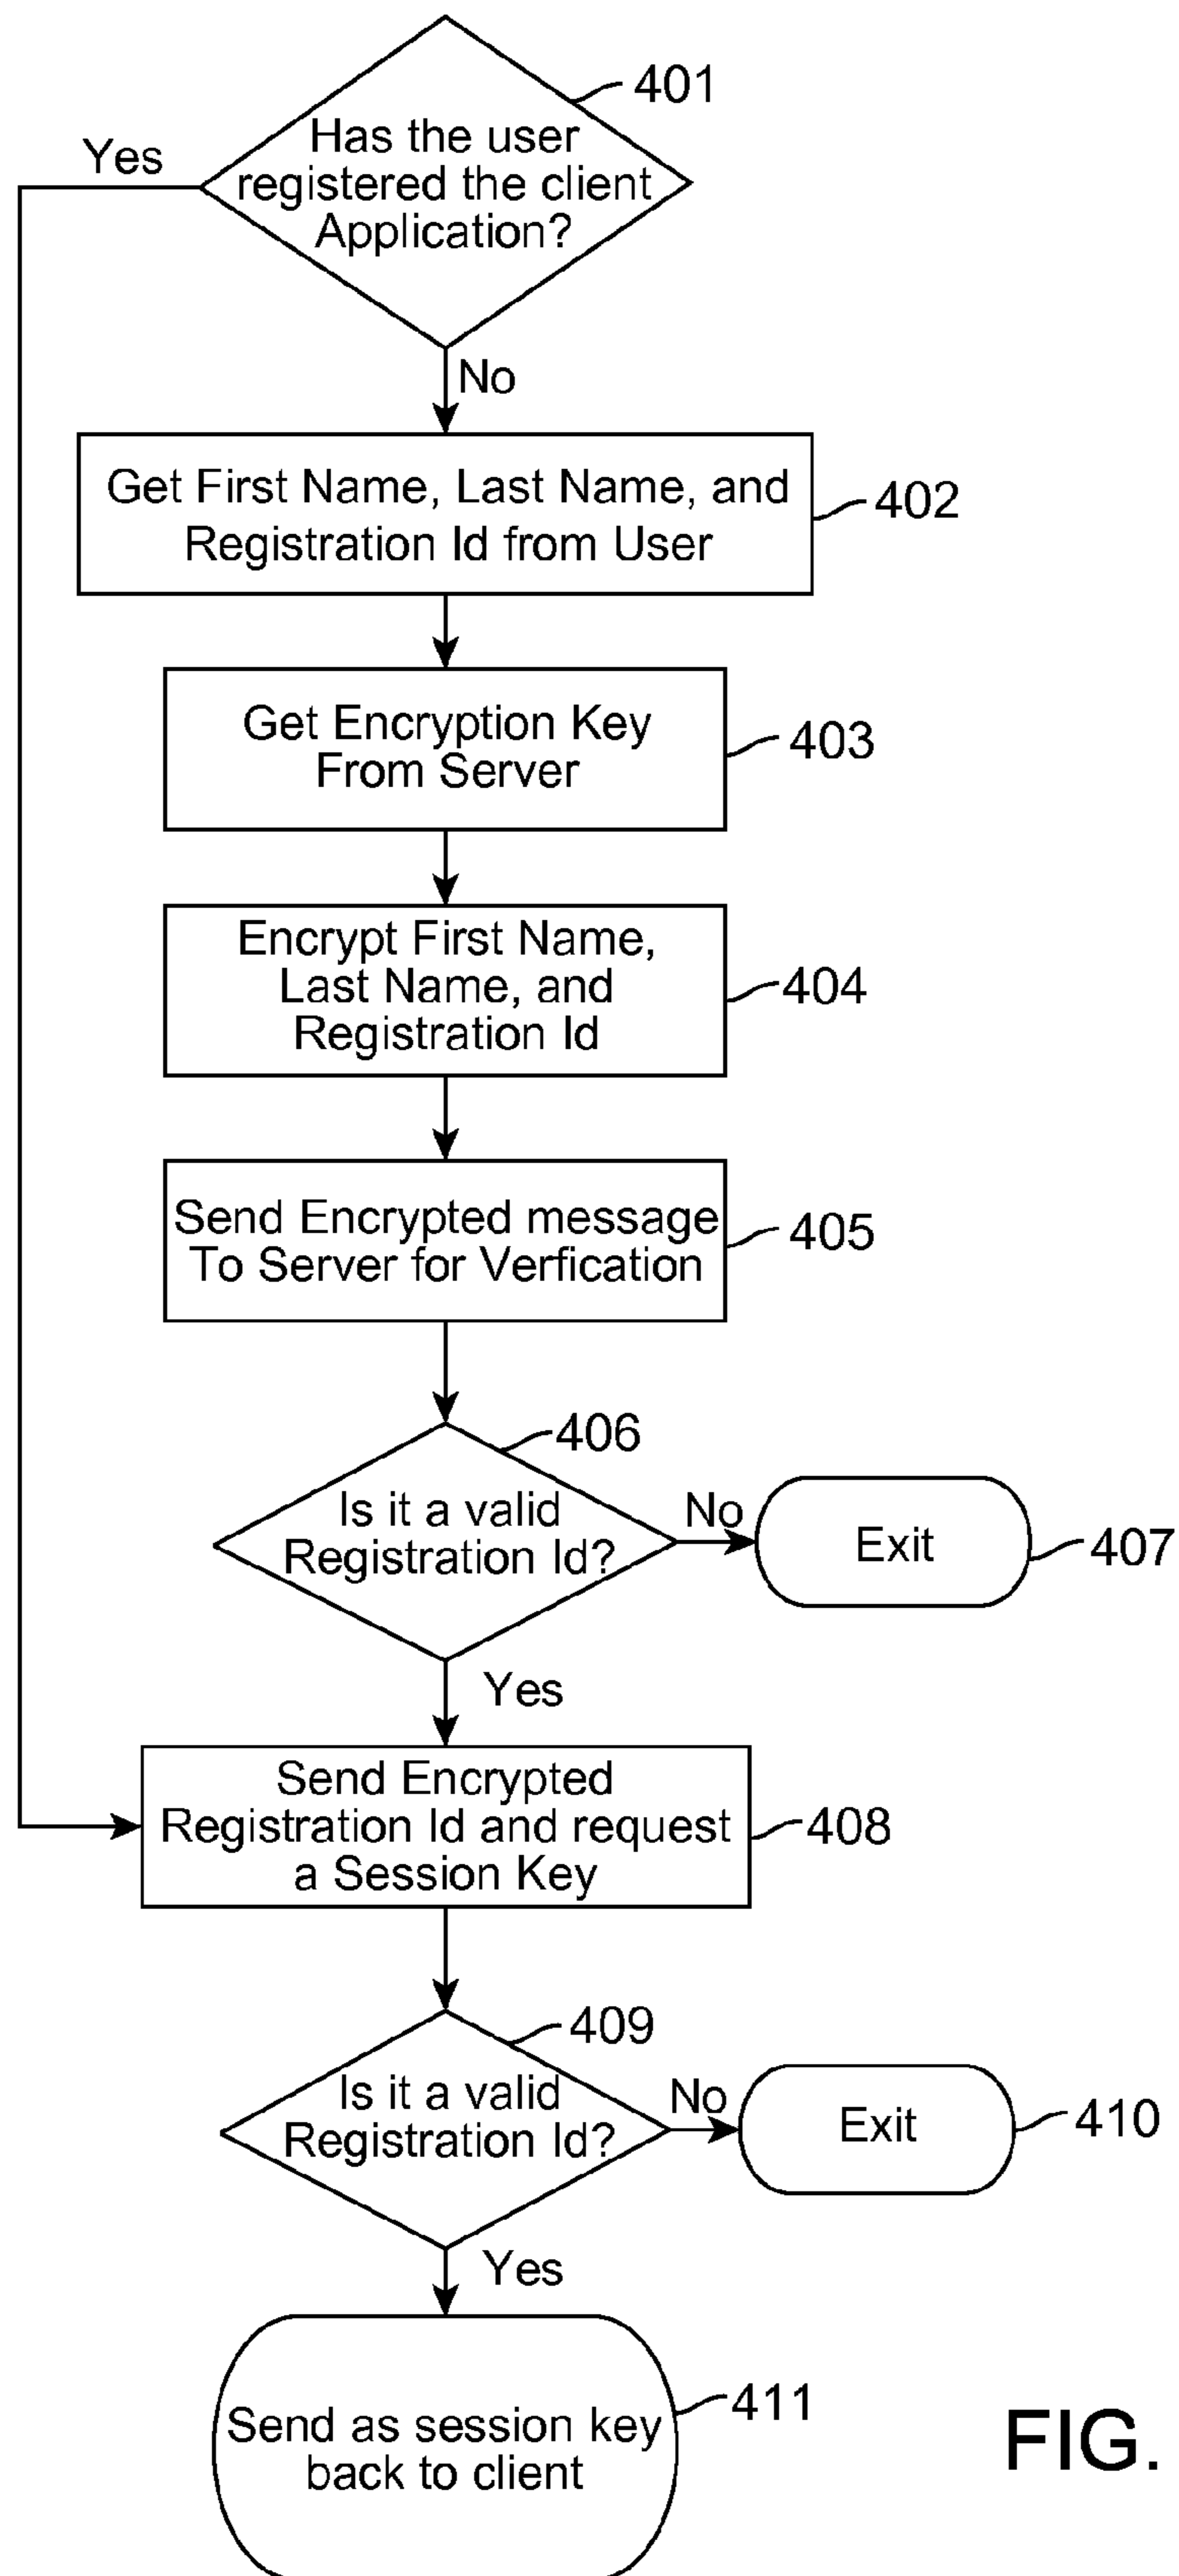 401
Has the user
registered the client
Application?
Yes
No
Get First Name, Last Name, and
Registration Id from User
402
Get Encryption Key
From Server
403
Encrypt First Name,
Last Name, and
Registration Id
404
Send Encrypted message
To Server for Verfication
405
406
Is it a valid
Registration Id?
No
Exit
407
Yes
Send Encrypted
Registration Id and request
a Session Key
408
409
Is it a valid
Registration Id?
No
Exit
410
Yes
Send as session key
back to client
411
FIG.